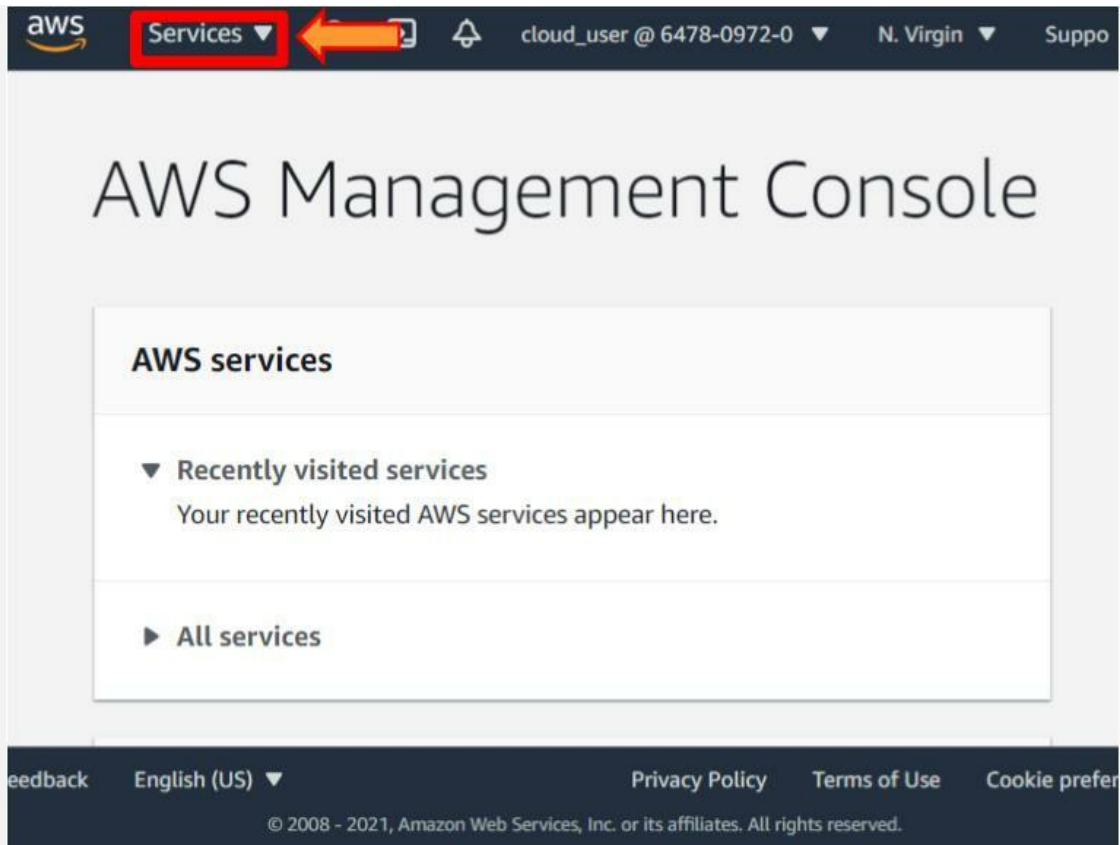 aws Services ▼ cloud_user @ 6478-0972-0 ▼ N. Virgin ▼ Suppo
AWS Management Console
AWS services
▼ Recently visited services
Your recently visited AWS services appear here.
▶ All services
eedback English (US) ▼ Privacy Policy Terms of Use Cookie prefer
© 2008 - 2021, Amazon Web Services, Inc. or its affiliates. All rights reserved.